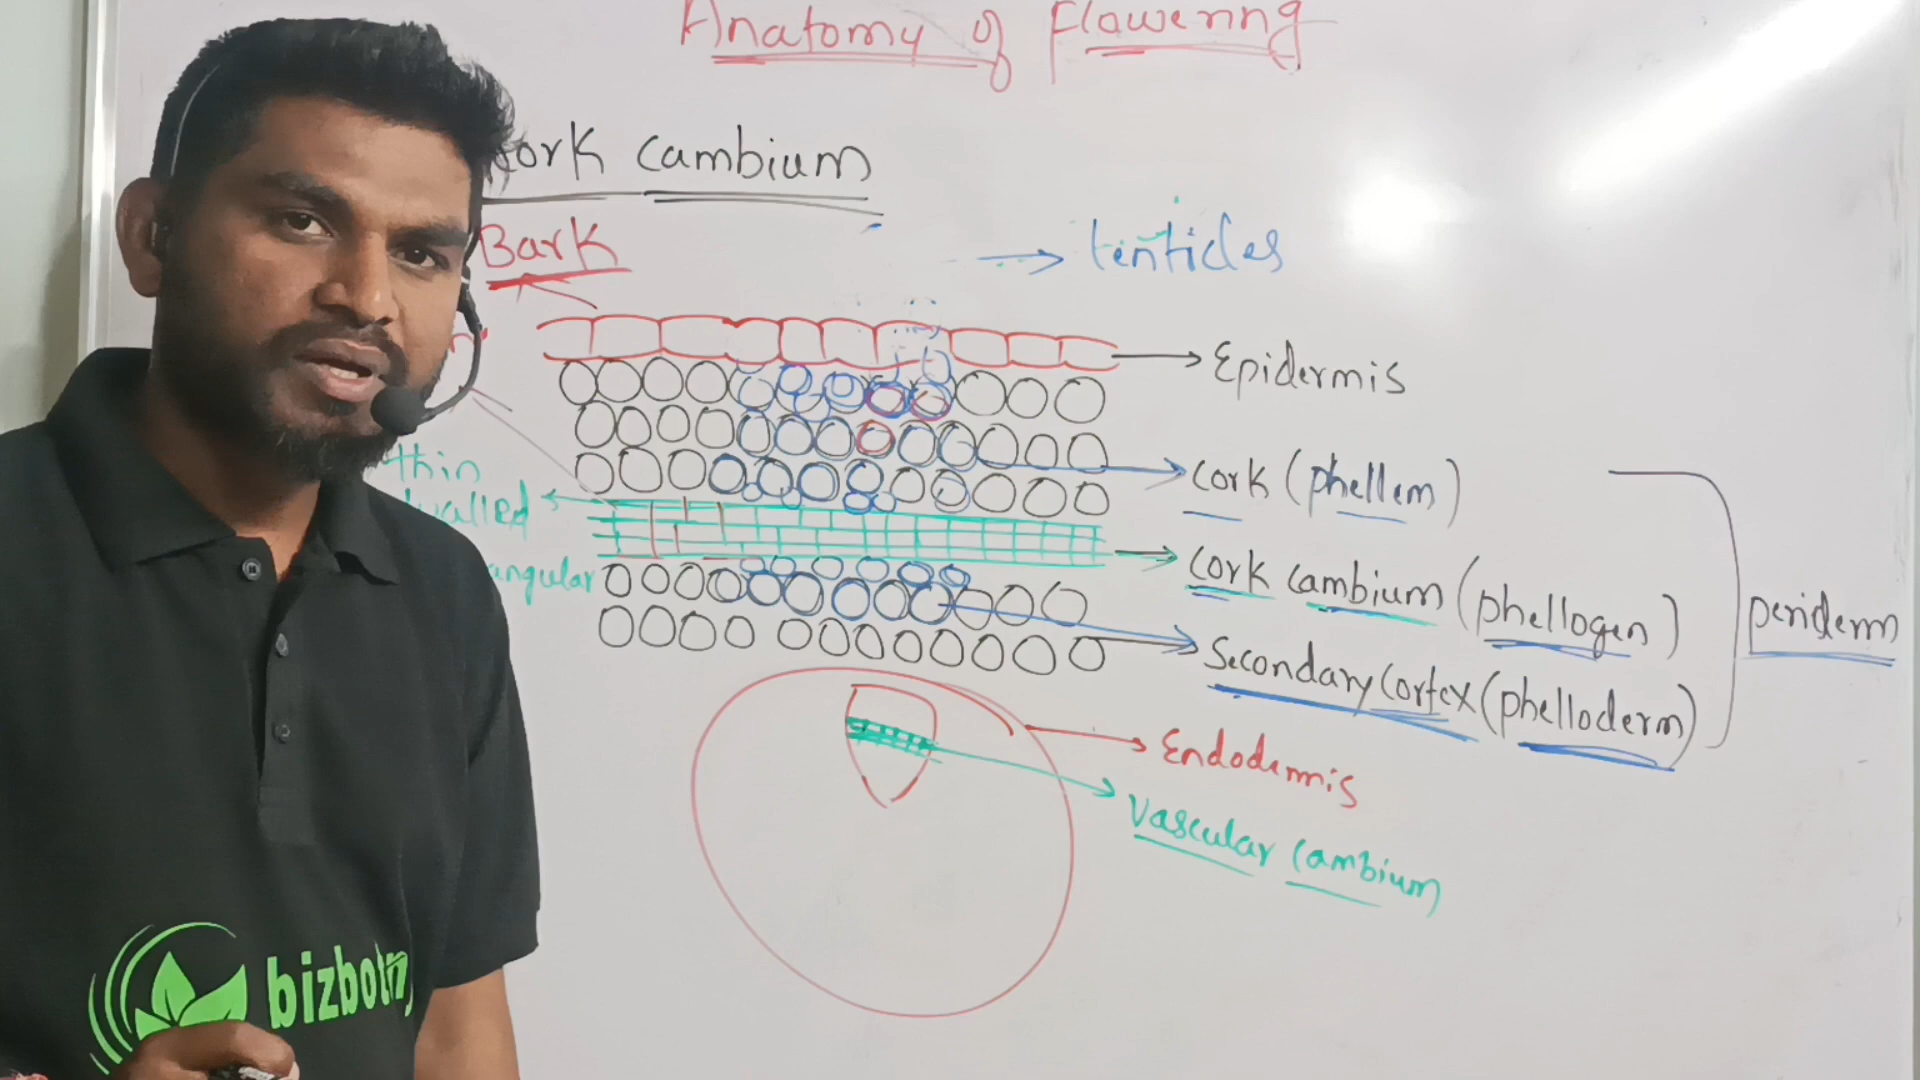 Anatomy of Flowering
cork cambium
Bark
lenticles
Epidermis
thin
walled
angular
cork (phellem)
cork cambium (phellogen)
Secondary cortex (phelloderm)
periderm
Endodermis
Vascular cambium
bizbotny